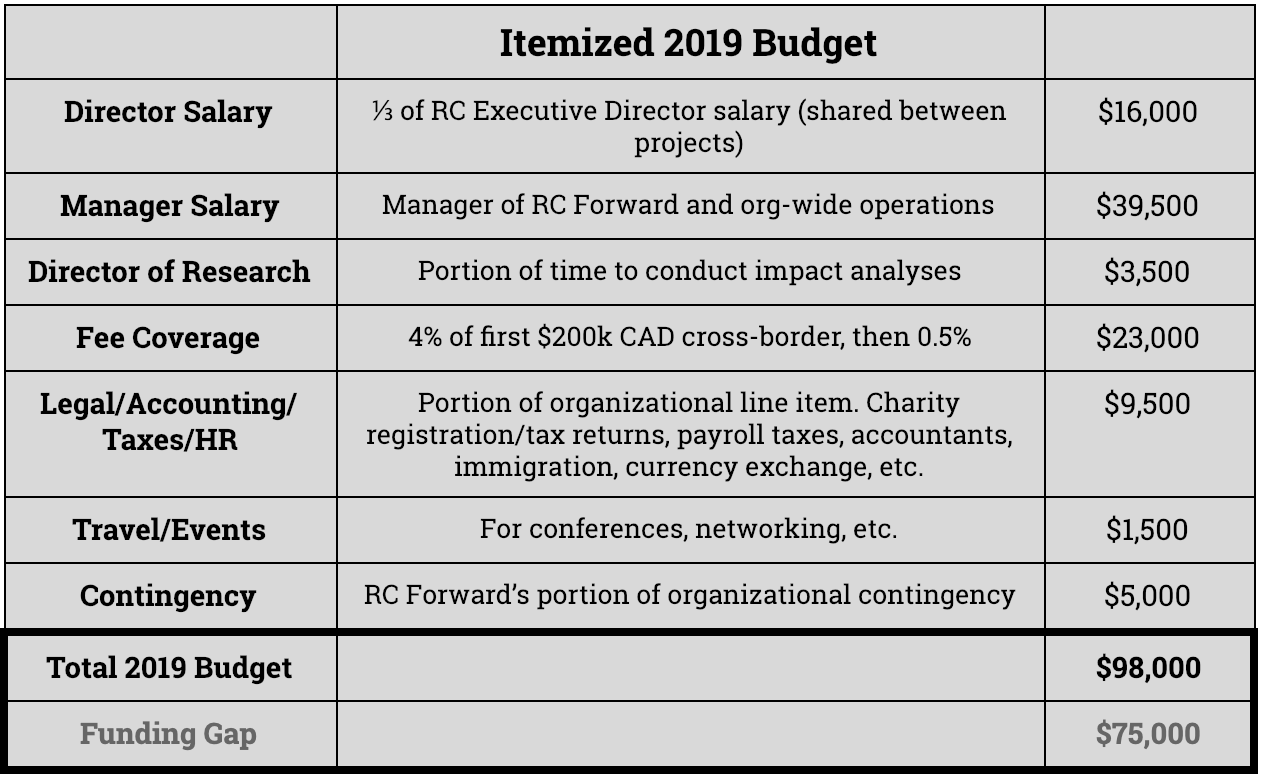 Itemized 2019 Budget
Director Salary
⅓ of RC Executive Director salary (shared between
projects)
$16,000
Manager Salary
Manager of RC Forward and org-wide operations
$39,500
Director of Research
Portion of time to conduct impact analyses
$3,500
Fee Coverage
4% of first $200k CAD cross-border, then 0.5%
$23,000
Legal/Accounting/
Taxes/HR
Portion of organizational line item. Charity
registration/tax returns, payroll taxes, accountants,
immigration, currency exchange, etc.
$9,500
Travel/Events
For conferences, networking, etc.
$1,500
Contingency
RC Forward’s portion of organizational contingency
$5,000
Total 2019 Budget
$98,000
Funding Gap
$75,000